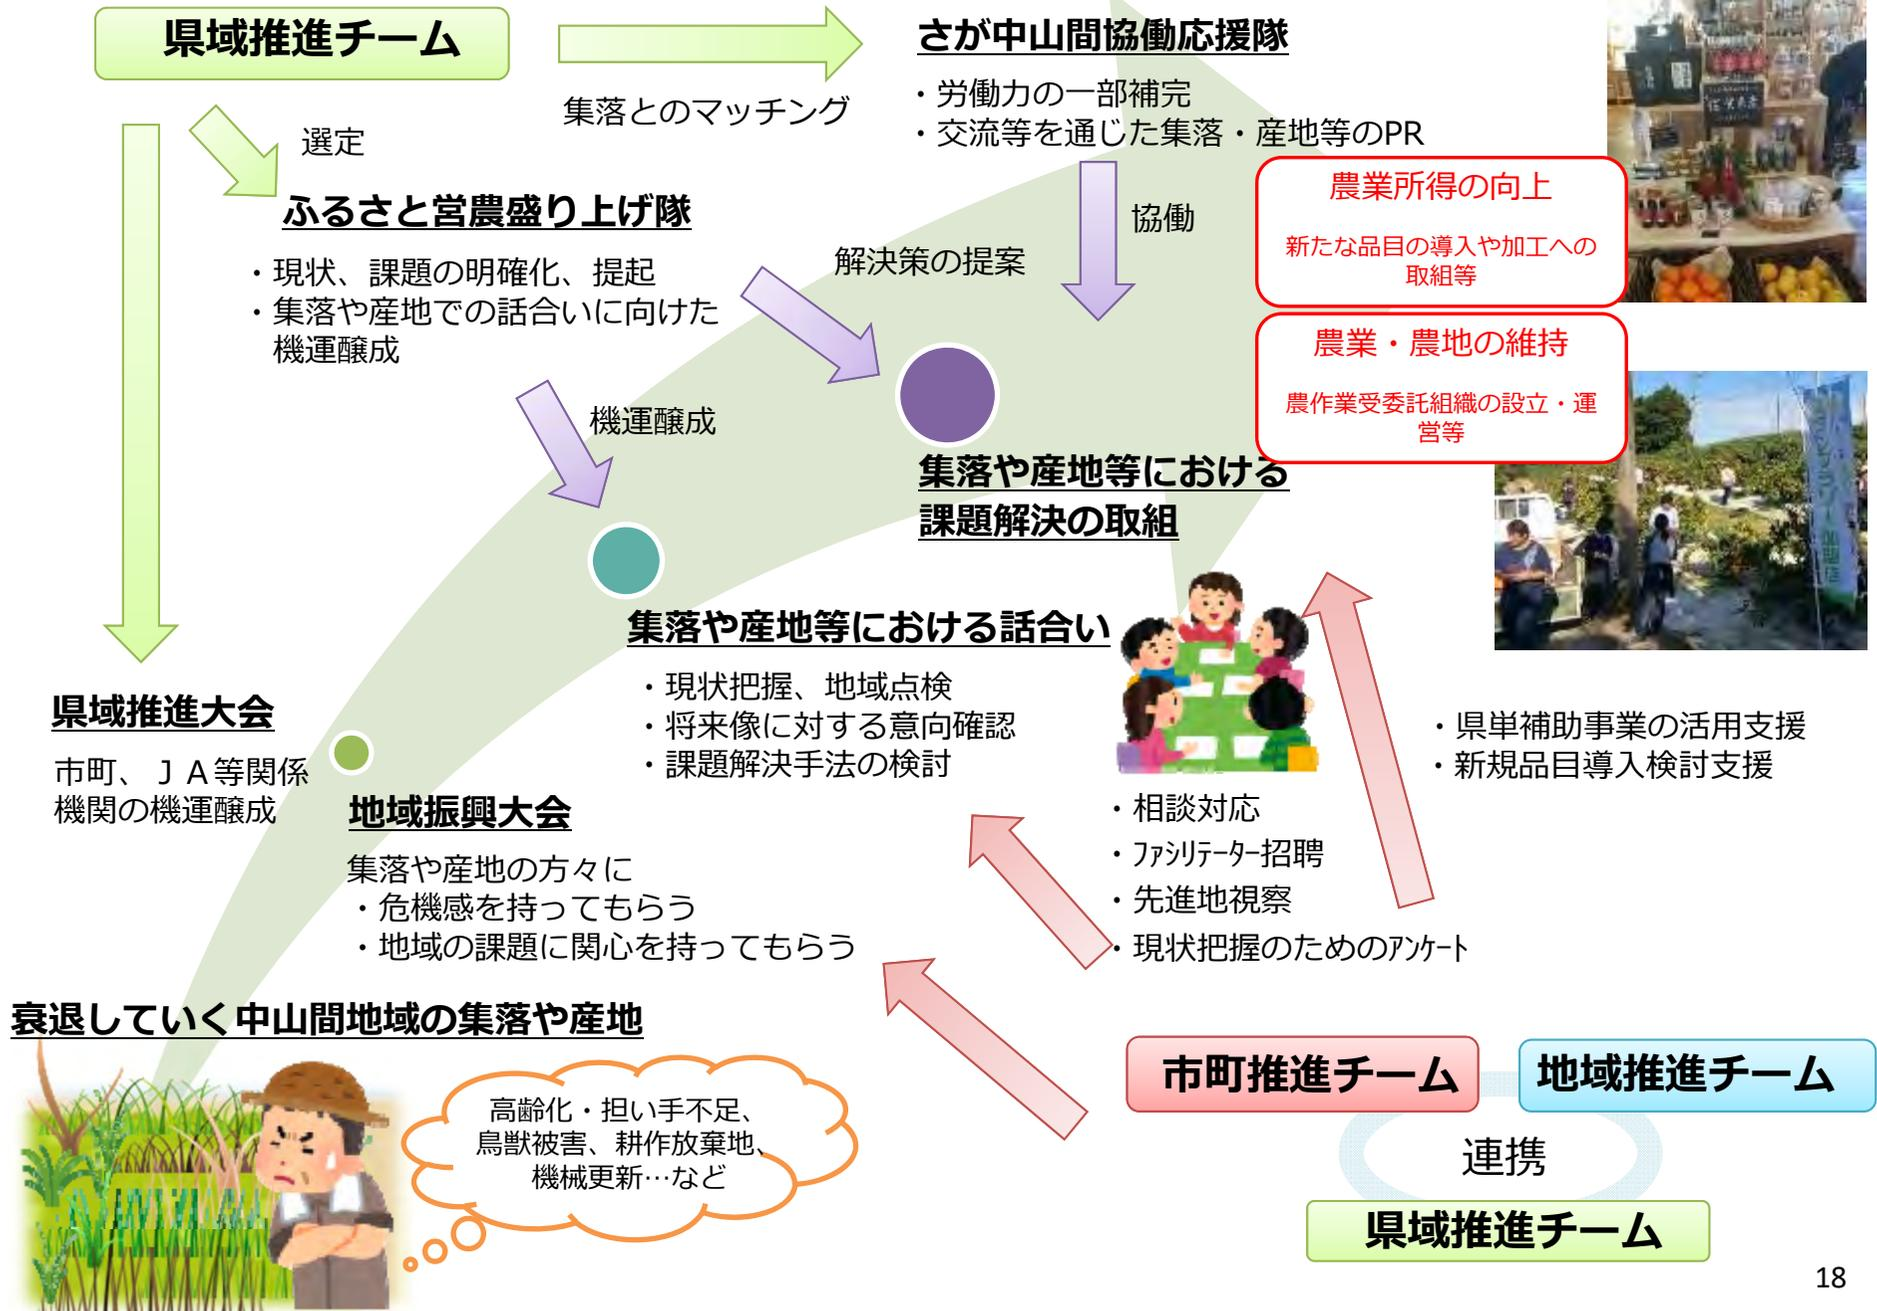 県域推進チーム
集落とのマッチング
選定
さが中山間協働応援隊
・労働力の一部補完
・交流等を通じた集落・産地等のPR
協働
ふるさと営農盛り上げ隊
・現状、課題の明確化、提起
・集落や産地での話合いに向けた
機運醸成
解決策の提案
機運醸成
農業所得の向上
新たな品目の導入や加工への
取組等
農業・農地の維持
農作業受委託組織の設立・運
営等
集落や産地等における
課題解決の取組
集落や産地等における話合い
・現状把握、地域点検
・将来像に対する意向確認
・課題解決手法の検討
県域推進大会
市町、ＪＡ等関係
機関の機運醸成
地域振興大会
集落や産地の方々に
・危機感を持ってもらう
・地域の課題に関心を持ってもらう
・県単補助事業の活用支援
・新規品目導入検討支援
・相談対応
・ﾌｧｼﾘﾃｰﾀｰ招聘
・先進地視察
・現状把握のためのｱﾝｹｰﾄ
衰退していく中山間地域の集落や産地
高齢化・担い手不足、
鳥獣被害、耕作放棄地、
機械更新…など
市町推進チーム
地域推進チーム
連携
県域推進チーム
18